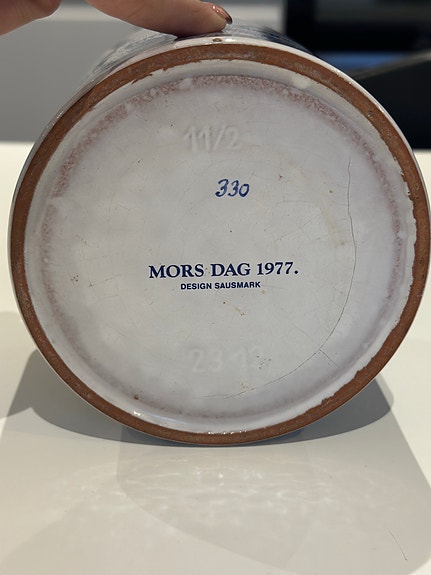 11/2
330
MORS DAG 1977.
DESIGN SAUSMARK